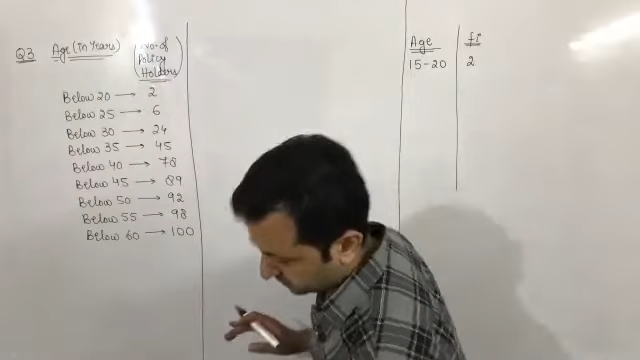 Q3 Age (In Years) (No. of
Policy
Holders)
Below 20 → 2
Below 25 → 6
Below 30 → 24
Below 35 → 45
Below 40 → 78
Below 45 → 89
Below 50 → 92
Below 55 → 98
Below 60 → 100
Age fi
15-20 2